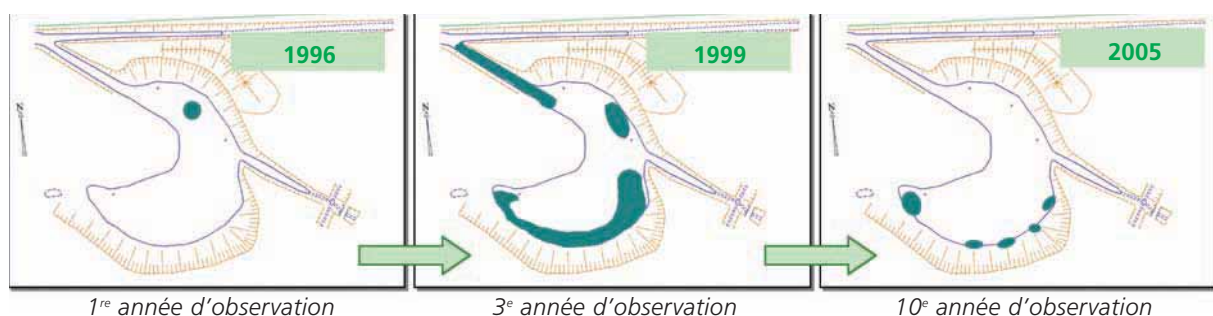 1996
1999
2005
N
N
N
1re année d’observation
3e année d’observation
10e année d’observation